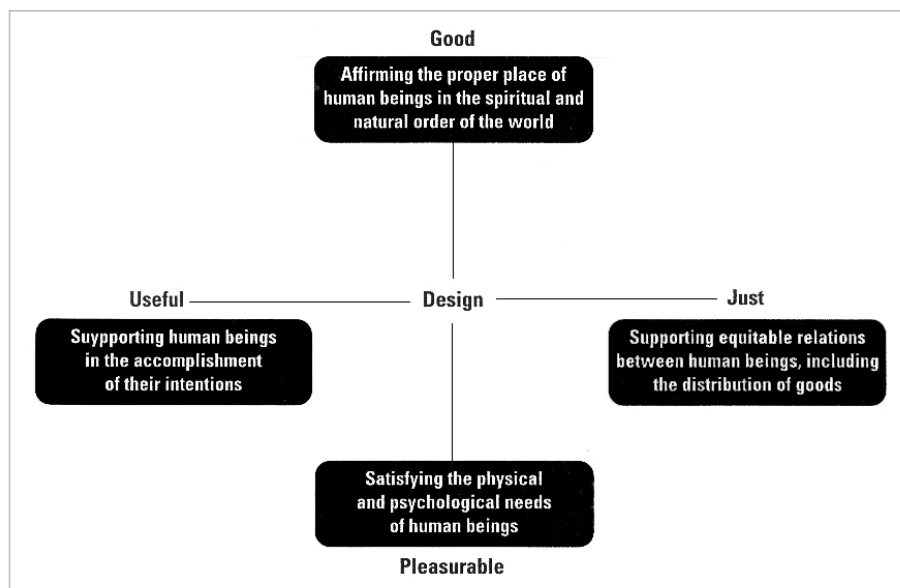 Good
Affirming the proper place of
human beings in the spiritual and
natural order of the world
Useful
Design
Just
Suypporting human beings
in the accomplishment
of their intentions
Supporting equitable relations
between human beings, including
the distribution of goods
Satisfying the physical
and psychological needs
of human beings
Pleasurable